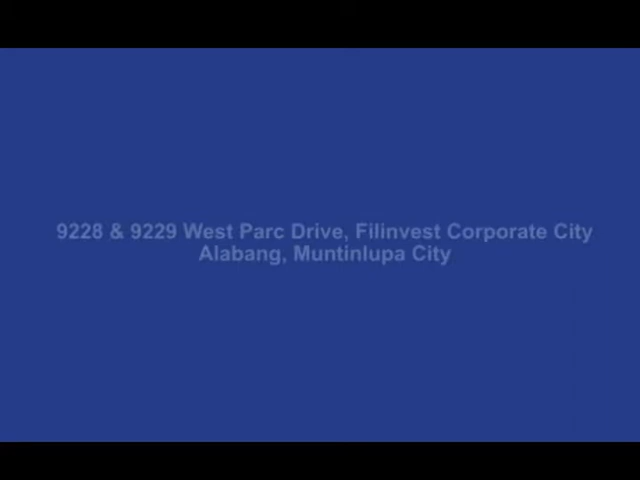 9228 & 9229 West Parc Drive, Filinvest Corporate City
Alabang, Muntinlupa City